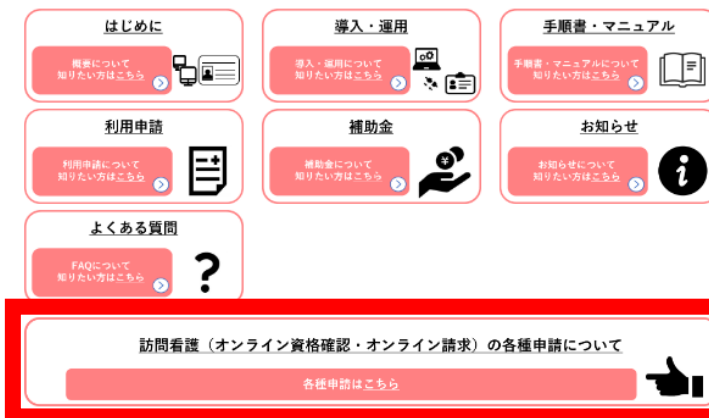 はじめに
概要について
知りたい方はこちら
導入・運用
導入・運用について
知りたい方はこちら
手順書・マニュアル
手順書・マニュアルについて
知りたい方はこちら
利用申請
利用申請について
知りたい方はこちら
補助金
補助金について
知りたい方はこちら
お知らせ
お知らせについて
知りたい方はこちら
よくある質問
FAQについて
知りたい方はこちら
訪問看護（オンライン資格確認・オンライン請求）の各種申請について
各種申請はこちら